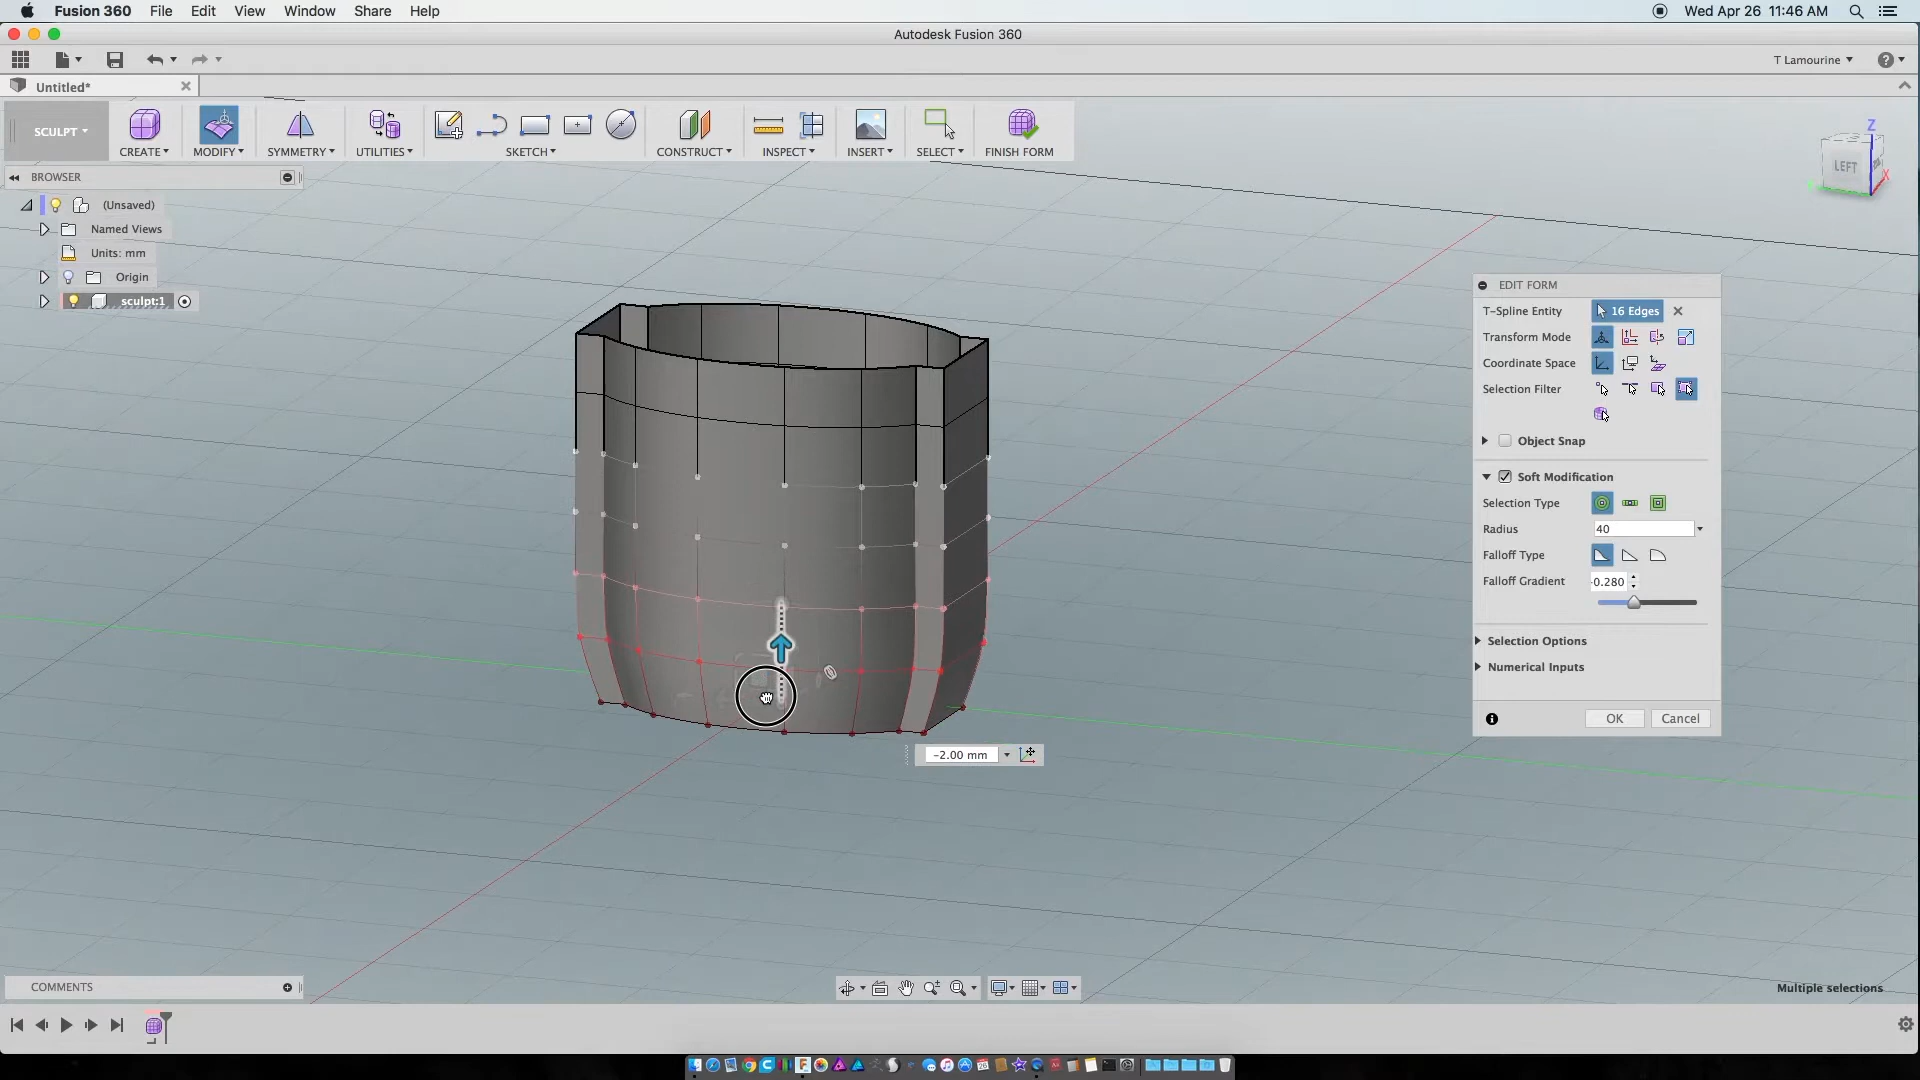 Fusion 360 File Edit View Window Share Help Wed Apr 26 11:46 AM
Autodesk Fusion 360
T Lamourine
Untitled*
SCULPT
CREATE MODIFY SYMMETRY UTILITIES SKETCH CONSTRUCT INSPECT INSERT SELECT FINISH FORM
BROWSER
(Unsaved)
Named Views
Units: mm
Origin
sculpt:1
Z
LEFT
X
EDIT FORM
T-Spline Entity 16 Edges
Transform Mode
Coordinate Space
Selection Filter
Object Snap
Soft Modification
Selection Type
Radius 40
Falloff Type
Falloff Gradient -0.280
Selection Options
Numerical Inputs
OK Cancel
-2.00 mm
COMMENTS
Multiple selections